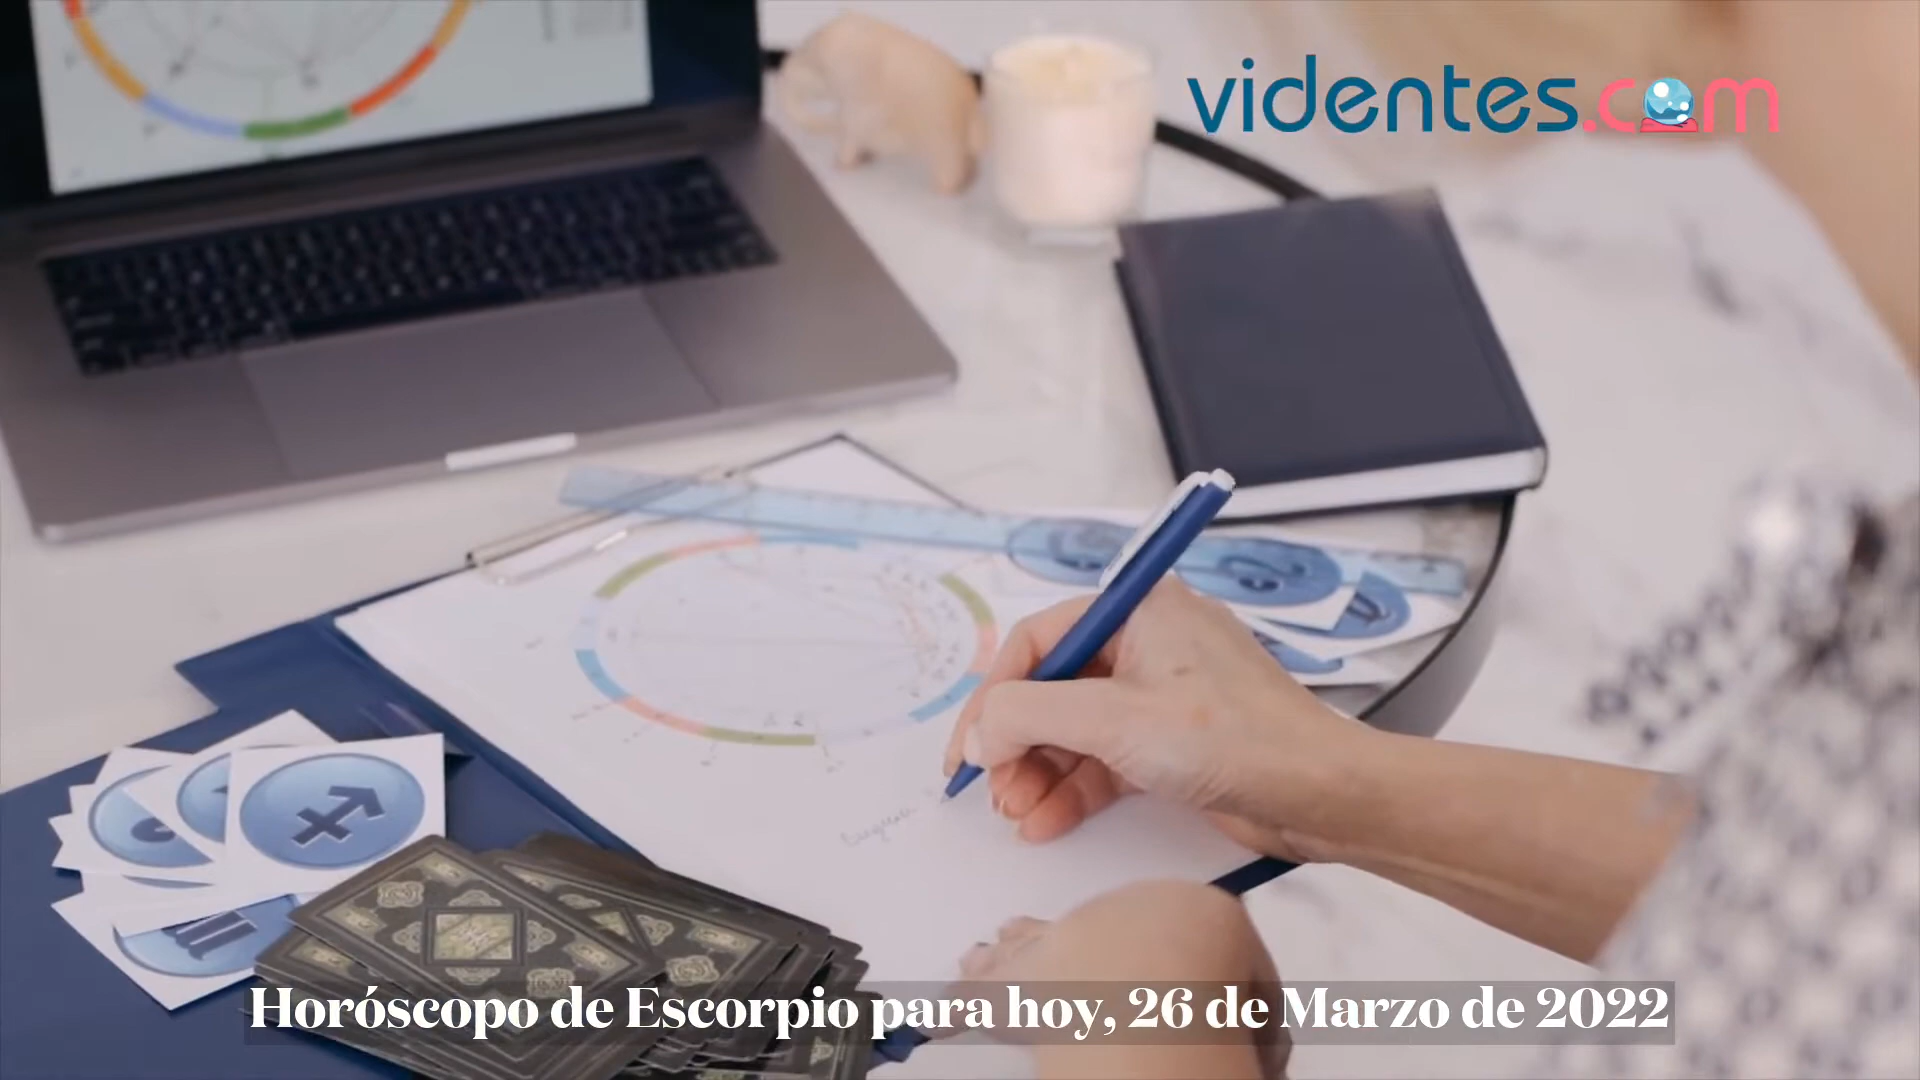 videntes.com
Horóscopo de Escorpio para hoy, 26 de Marzo de 2022